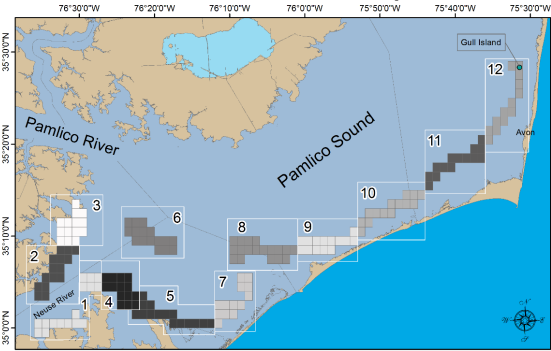 76°30'0"W 76°20'0"W 76°10'0"W 76°0'0"W 75°50'0"W 75°40'0"W 75°30'0"W
35°30'0"N
35°20'0"N
35°10'0"N
35°0'0"N
Gull Island
12
Pamlico River
Pamlico Sound
Avon
11
10
3
6
8
9
2
7
Neuse River
1
4
5
N
W
E
S